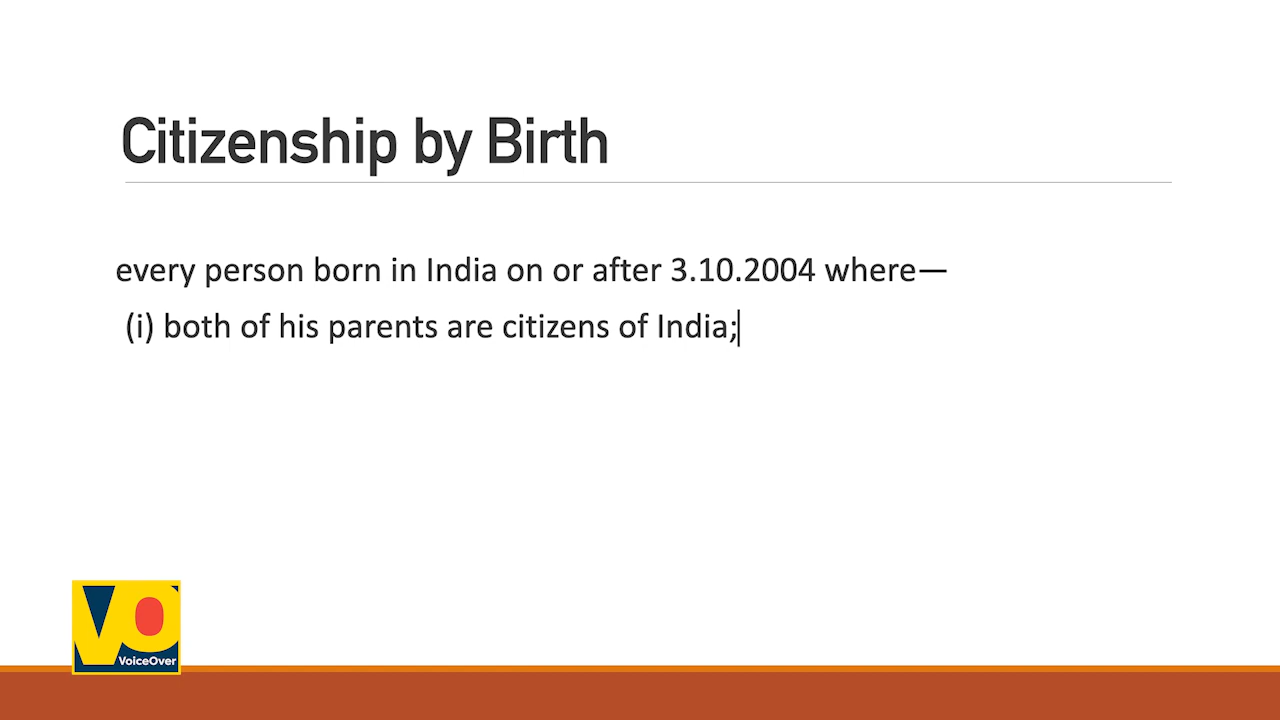 Citizenship by Birth
every person born in India on or after 3.10.2004 where—
(i) both of his parents are citizens of India;
VO
VoiceOver